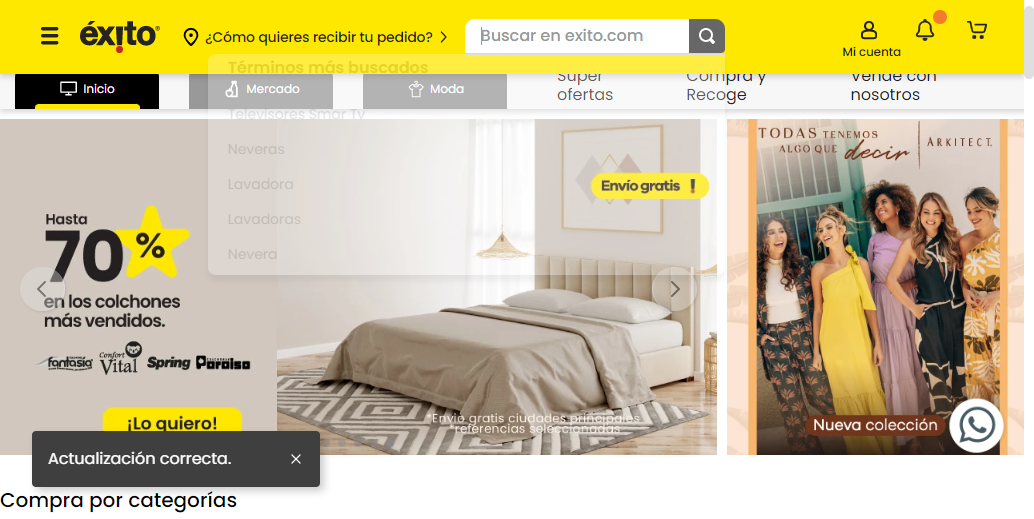 éxito
¿Cómo quieres recibir tu pedido?
Buscar en exito.com
Mi cuenta
Términos más buscados
Inicio
Mercado
Moda
Super
ofertas
Compra y
Recoge
Vende con
nosotros
Televisores Smar Tv
Neveras
Lavadora
Lavadoras
Nevera
Hasta
70%
en los colchones
más vendidos.
fantasía
Confort
Vital
Spring
Paraiso
¡Lo quiero!
Envío gratis !
*Envío gratis ciudades principales
*referencias seleccionadas.
TODAS TENEMOS
ALGO QUE decir
ARKITECT.
Nueva colección
Actualización correcta.
Compra por categorías